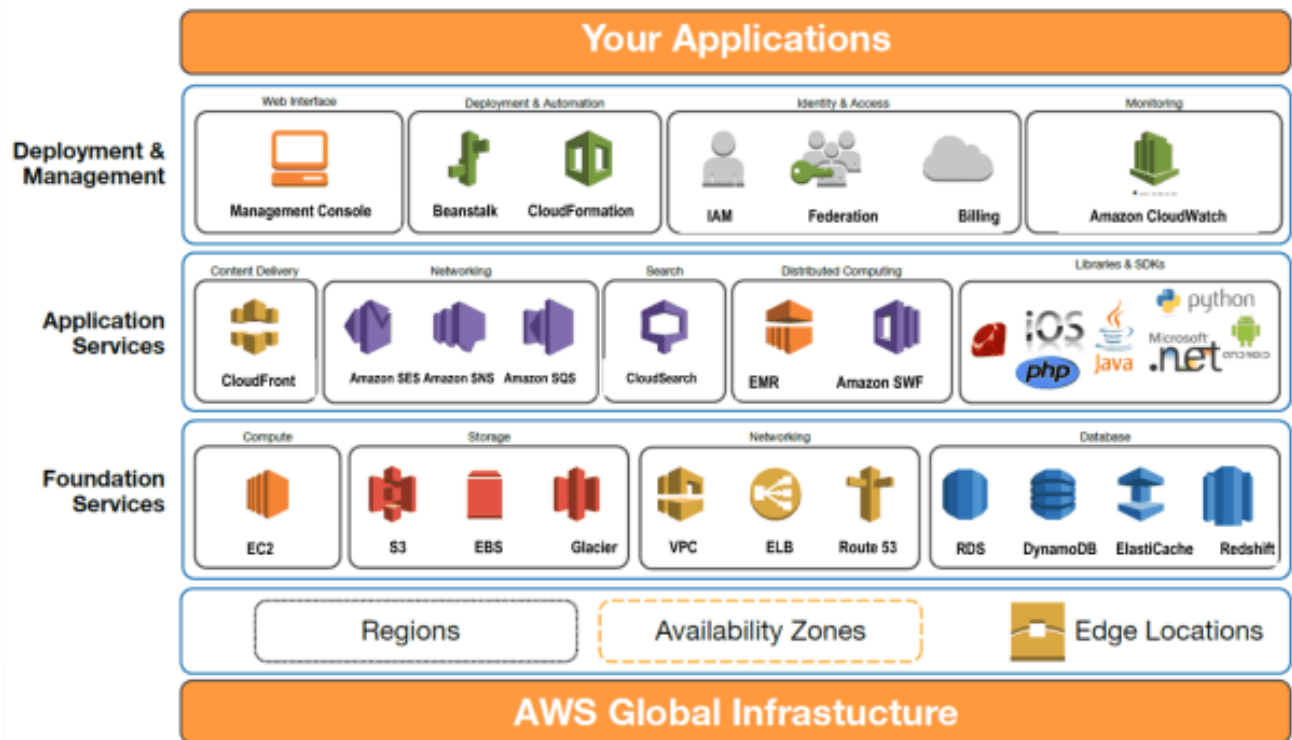 Your Applications
Deployment &
Management
Web Interface
Deployment & Automation
Identity & Access
Monitoring
Management Console
Beanstalk
CloudFormation
IAM
Federation
Billing
Amazon CloudWatch
Application
Services
Content Delivery
Networking
Search
Distributed Computing
Libraries & SDKs
CloudFront
Amazon SES
Amazon SNS
Amazon SQS
CloudSearch
EMR
Amazon SWF
iOS
php
Java
python
Microsoft
.net
android
Foundation
Services
Compute
Storage
Networking
Database
EC2
S3
EBS
Glacier
VPC
ELB
Route 53
RDS
DynamoDB
ElastiCache
Redshift
Regions
Availability Zones
Edge Locations
AWS Global Infrastucture